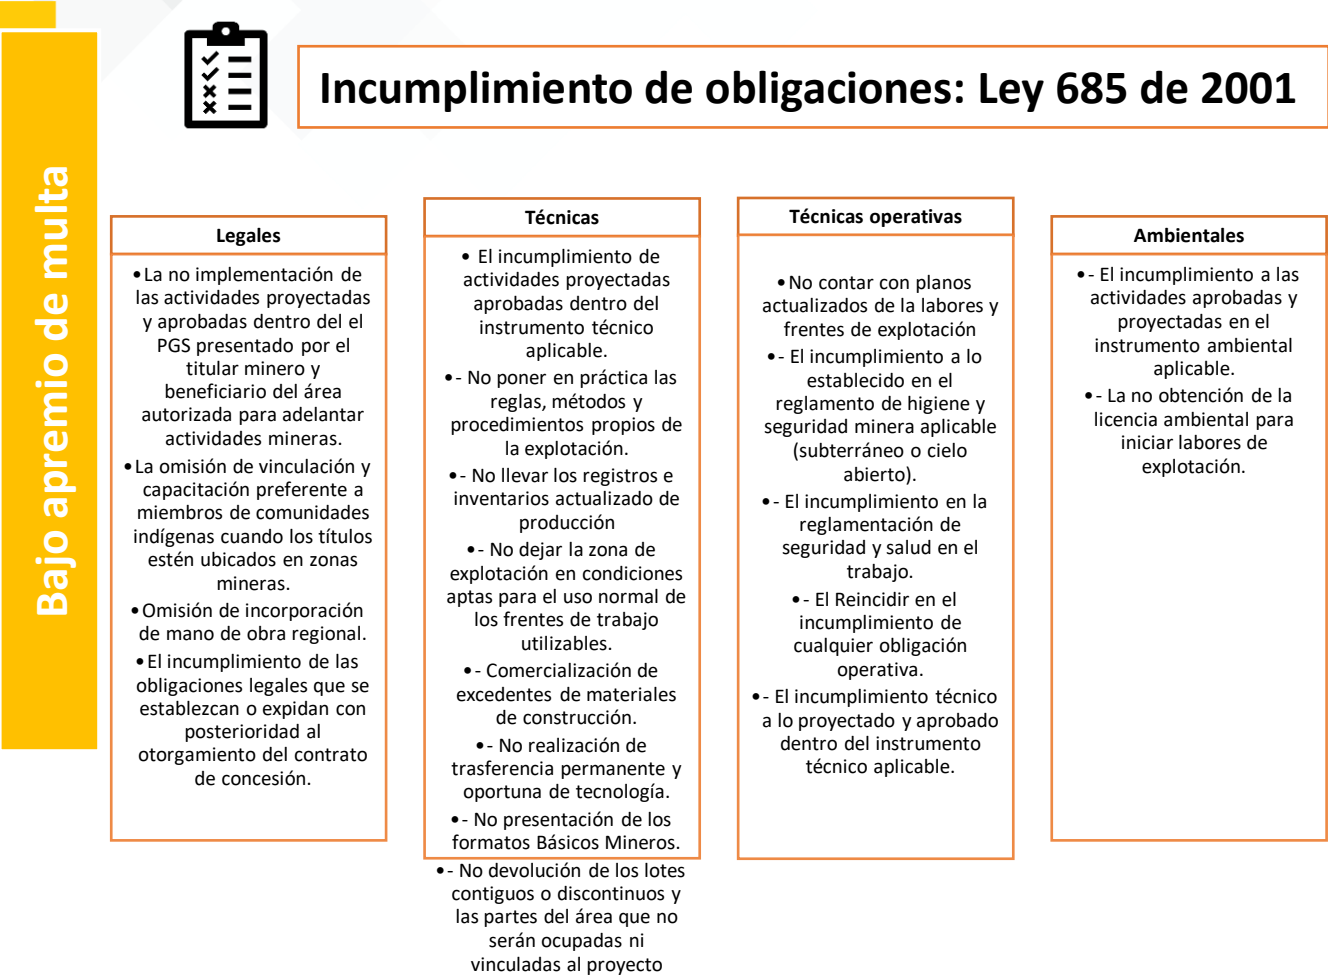 Incumplimiento de obligaciones: Ley 685 de 2001
Bajo apremio de multa
Legales
•La no implementación de
las actividades proyectadas
y aprobadas dentro del el
PGS presentado por el
titular minero y
beneficiario del área
autorizada para adelantar
actividades mineras.
•La omisión de vinculación y
capacitación preferente a
miembros de comunidades
indígenas cuando los títulos
estén ubicados en zonas
mineras.
•Omisión de incorporación
de mano de obra regional.
•El incumplimiento de las
obligaciones legales que se
establezcan o expidan con
posterioridad al
otorgamiento del contrato
de concesión.
Técnicas
• El incumplimiento de
actividades proyectadas
aprobadas dentro del
instrumento técnico
aplicable.
•- No poner en práctica las
reglas, métodos y
procedimientos propios de
la explotación.
•- No llevar los registros e
inventarios actualizado de
producción
•- No dejar la zona de
explotación en condiciones
aptas para el uso normal de
los frentes de trabajo
utilizables.
•- Comercialización de
excedentes de materiales
de construcción.
•- No realización de
trasferencia permanente y
oportuna de tecnología.
•- No presentación de los
formatos Básicos Mineros.
•- No devolución de los lotes
contiguos o discontinuos y
las partes del área que no
serán ocupadas ni
vinculadas al proyecto
Técnicas operativas
•No contar con planos
actualizados de la labores y
frentes de explotación
•- El incumplimiento a lo
establecido en el
reglamento de higiene y
seguridad minera aplicable
(subterráneo o cielo
abierto).
•- El incumplimiento en la
reglamentación de
seguridad y salud en el
trabajo.
•- El Reincidir en el
incumplimiento de
cualquier obligación
operativa.
•- El incumplimiento técnico
a lo proyectado y aprobado
dentro del instrumento
técnico aplicable.
Ambientales
•- El incumplimiento a las
actividades aprobadas y
proyectadas en el
instrumento ambiental
aplicable.
•- La no obtención de la
licencia ambiental para
iniciar labores de
explotación.